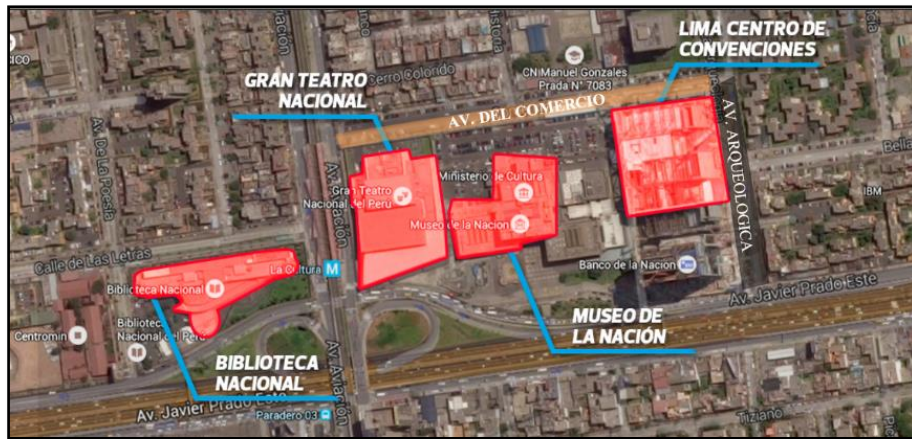 LIMA CENTRO DE
CONVENCIONES
GRAN TEATRO
NACIONAL
Cerro Colorado
CN Manuel Gonzales
Prada N° 7083
AV. DEL COMERCIO
AV. ARQUEOLOGICA
Av. De La Poesía
Av. Aviación
Gran Teatro
Nacional del Perú
Ministerio de Cultura
Museo de la Nación
Bella
IBM
Calle de Las Letras
La Cultura M
Biblioteca Nacional
Banco de la Nación
Av. Javier Prado Este
Centromin
Biblioteca
Nacional del Perú
MUSEO DE
LA NACIÓN
BIBLIOTECA
NACIONAL
Av. Aviación
Av. Javier Prado Este
Paradero 03
Tiziano